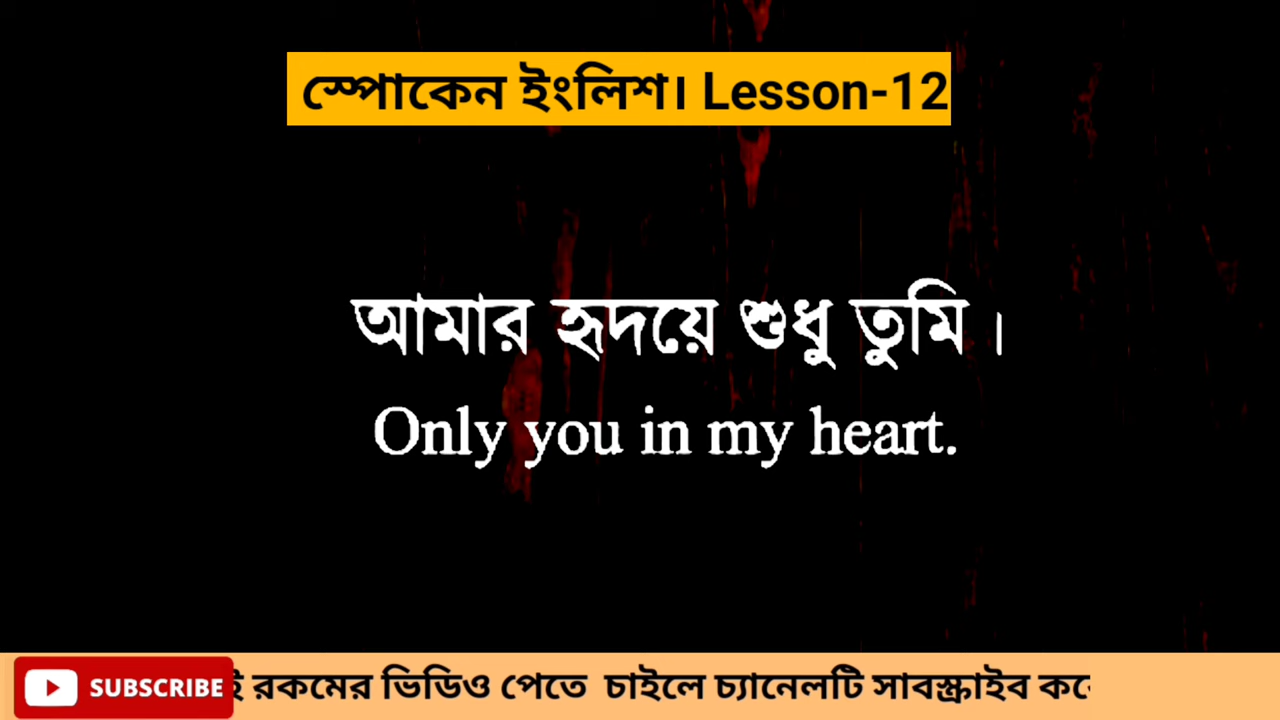 স্পোকেন ইংলিশ। Lesson-12
আমার হৃদয়ে শুধু তুমি।
Only you in my heart.
SUBSCRIBE রকমের ভিডিও পেতে চাইলে চ্যানেলটি সাবস্ক্রাইব